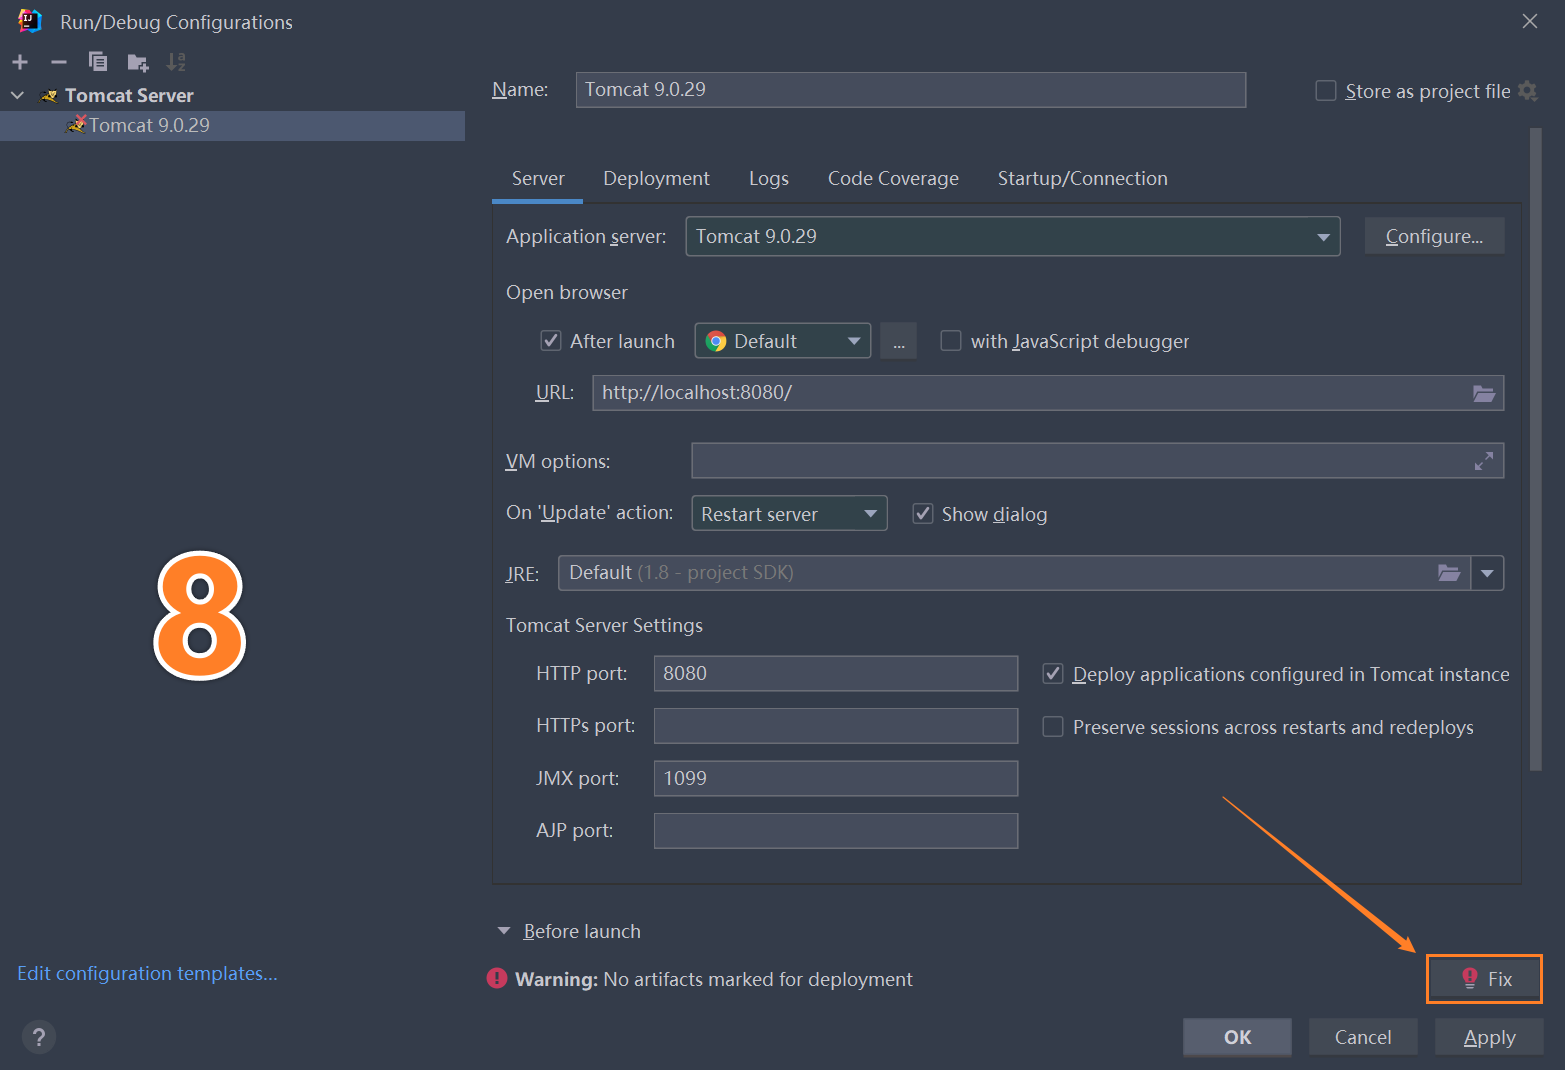 Run/Debug Configurations
Tomcat Server
Tomcat 9.0.29
Name: Tomcat 9.0.29 Store as project file
Server Deployment Logs Code Coverage Startup/Connection
Application server: Tomcat 9.0.29 Configure...
Open browser
After launch Default ... with JavaScript debugger
URL: http://localhost:8080/
VM options:
On 'Update' action: Restart server Show dialog
JRE: Default (1.8 - project SDK)
Tomcat Server Settings
HTTP port: 8080 Deploy applications configured in Tomcat instance
HTTPs port: Preserve sessions across restarts and redeploys
JMX port: 1099
AJP port:
8
Before launch
Edit configuration templates...
Warning: No artifacts marked for deployment Fix
? OK Cancel Apply